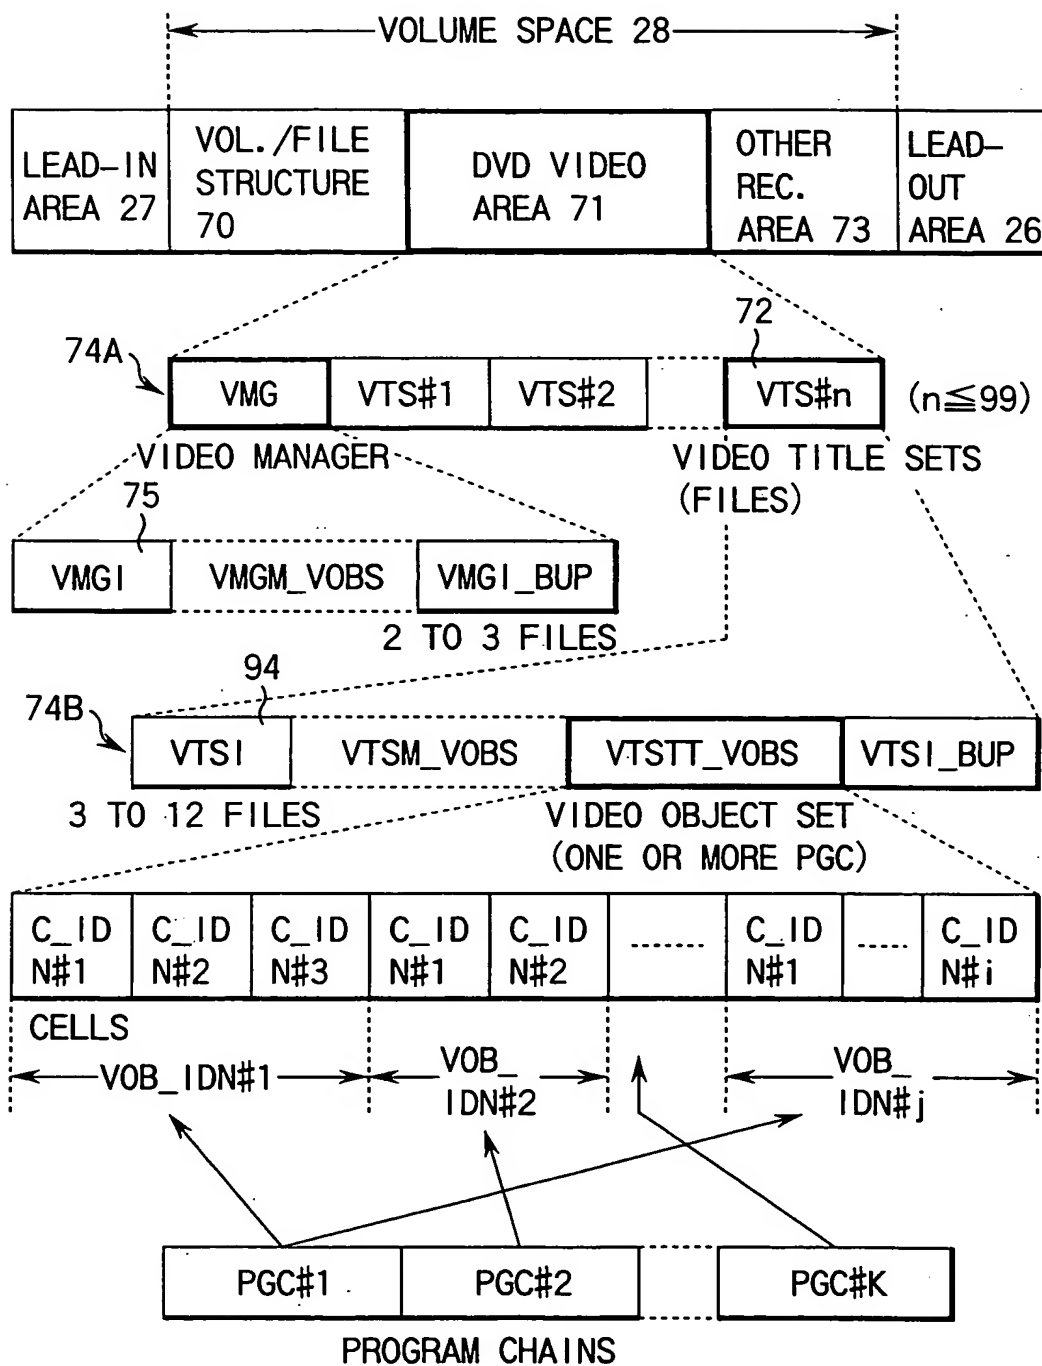 VOLUME SPACE 28
LEAD-IN
AREA 27
VOL./FILE
STRUCTURE
70
DVD VIDEO
AREA 71
OTHER
REC.
AREA 73
LEAD-
OUT
AREA 26
72
74A
VMG
VTS#1
VTS#2
VTS#n
(n≦99)
VIDEO MANAGER
VIDEO TITLE SETS
(FILES)
75
VMGI
VMGM_VOBS
VMGI_BUP
2 TO 3 FILES
94
74B
VTSI
VTSM_VOBS
VTSTT_VOBS
VTSI_BUP
3 TO 12 FILES
VIDEO OBJECT SET
(ONE OR MORE PGC)
C_ID
N#1
C_ID
N#2
C_ID
N#3
C_ID
N#1
C_ID
N#2
C_ID
N#1
C_ID
N#i
CELLS
VOB_IDN#1
VOB_
IDN#2
VOB_
IDN#j
PGC#1
PGC#2
PGC#K
PROGRAM CHAINS